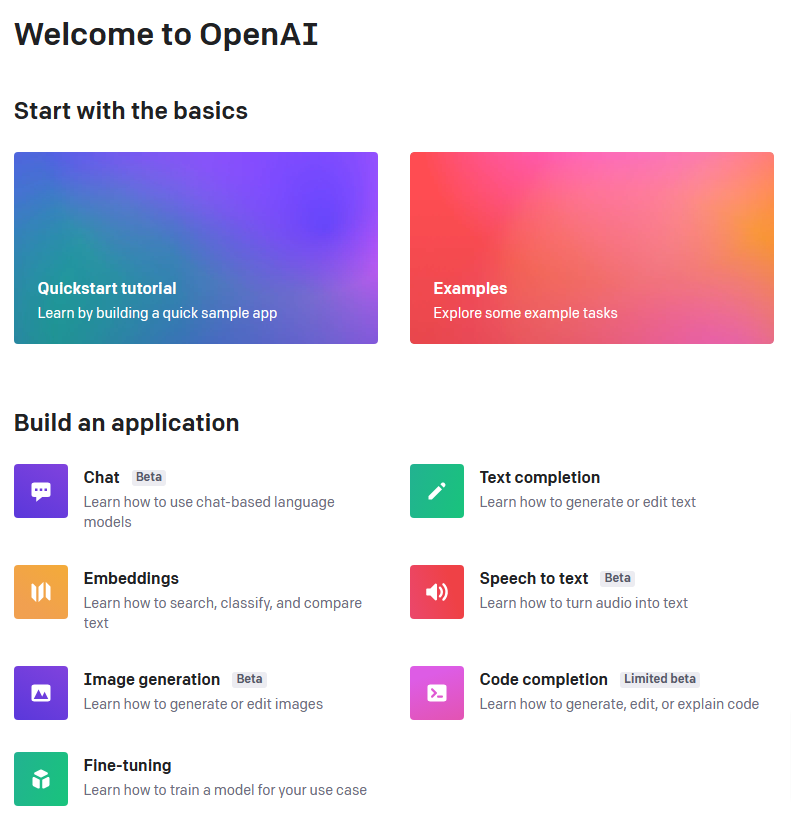 Welcome to OpenAI
Start with the basics
Quickstart tutorial
Learn by building a quick sample app
Examples
Explore some example tasks
Build an application
Chat Beta
Learn how to use chat-based language
models
Text completion
Learn how to generate or edit text
Embeddings
Learn how to search, classify, and compare
text
Speech to text Beta
Learn how to turn audio into text
Image generation Beta
Learn how to generate or edit images
Code completion Limited beta
Learn how to generate, edit, or explain code
Fine-tuning
Learn how to train a model for your use case